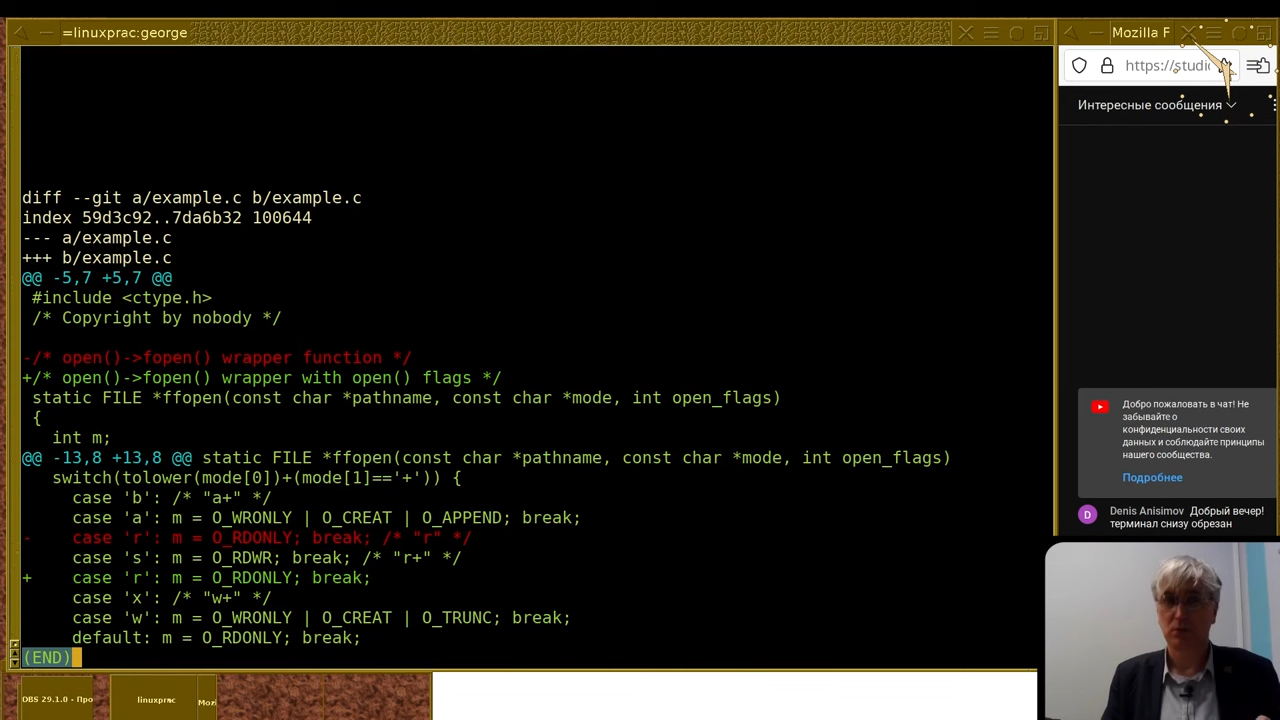 =linuxprac:george
Mozilla F
https://studi
Интересные сообщения
diff --git a/example.c b/example.c
index 59d3c92..7da6b32 100644
--- a/example.c
+++ b/example.c
@@ -5,7 +5,7 @@
 #include <ctype.h>
 /* Copyright by nobody */
-/* open()->fopen() wrapper function */
+/* open()->fopen() wrapper with open() flags */
 static FILE *ffopen(const char *pathname, const char *mode, int open_flags)
 {
   int m;
@@ -13,8 +13,8 @@ static FILE *ffopen(const char *pathname, const char *mode, int open_flags)
   switch(tolower(mode[0])+(mode[1]=='+')) {
     case 'b': /* "a+" */
     case 'a': m = O_WRONLY | O_CREAT | O_APPEND; break;
-    case 'r': m = O_RDONLY; break; /* "r" */
     case 's': m = O_RDWR; break; /* "r+" */
+    case 'r': m = O_RDONLY; break;
     case 'x': /* "w+" */
     case 'w': m = O_WRONLY | O_CREAT | O_TRUNC; break;
     default: m = O_RDONLY; break;
(END)
Добро пожаловать в чат! Не
забывайте о
конфиденциальности своих
данных и соблюдайте принципы
нашего сообщества.
Подробнее
D
Denis Anisimov Добрый вечер!
терминал снизу обрезан
OBS 29.1.0 - Про
linuxprac
Moz